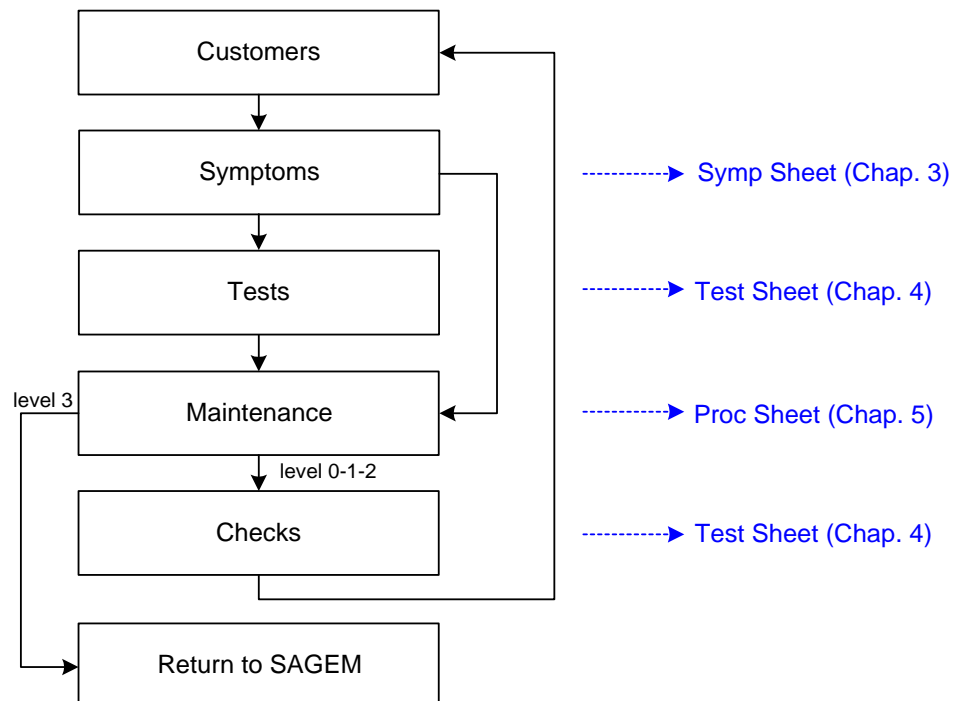 Customers
Symptoms
Symp Sheet (Chap. 3)
Tests
Test Sheet (Chap. 4)
level 3
Maintenance
Proc Sheet (Chap. 5)
level 0-1-2
Checks
Test Sheet (Chap. 4)
Return to SAGEM